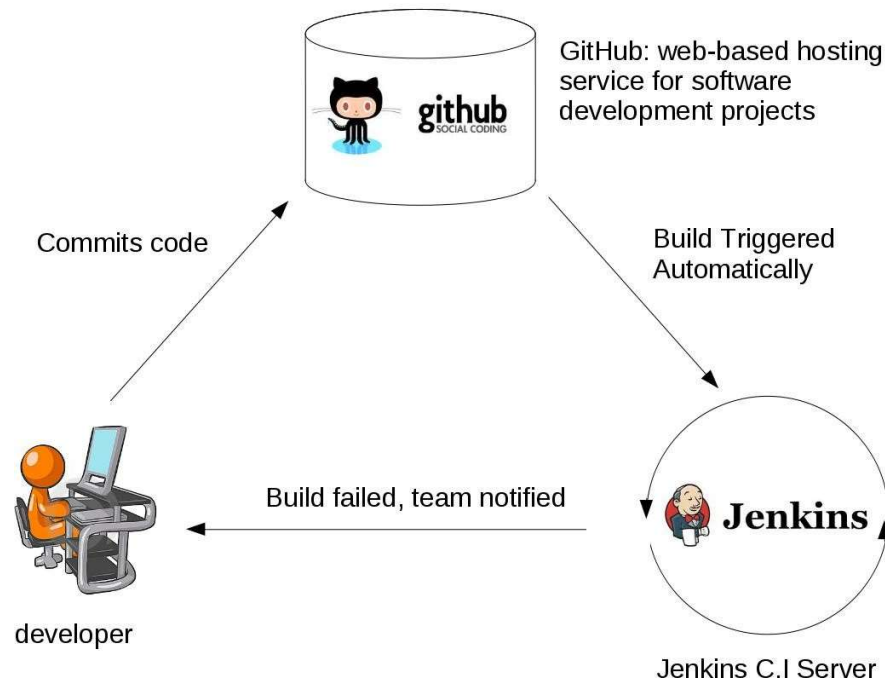 GitHub: web-based hosting
service for software
development projects
github
SOCIAL CODING
Commits code
Build Triggered
Automatically
Build failed, team notified
Jenkins
developer
Jenkins C.I Server